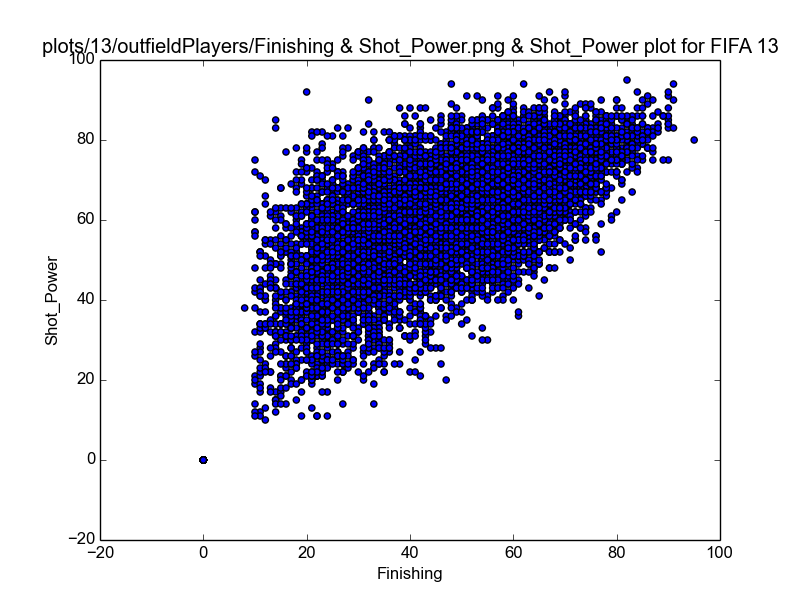 plots/13/outfieldPlayers/Finishing & Shot_Power.png & Shot_Power plot for FIFA 13
100
80
60
40
20
0
−20
Shot_Power
−20 0 20 40 60 80 100
Finishing